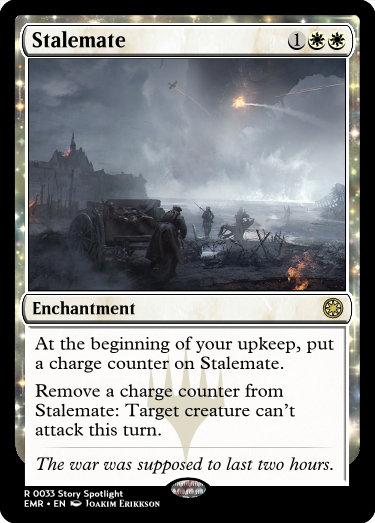 Stalemate 1
Enchantment
At the beginning of your upkeep, put
a charge counter on Stalemate.
Remove a charge counter from
Stalemate: Target creature can't
attack this turn.
The war was supposed to last two hours.
R 0033 Story Spotlight
EMR • EN Joakim Erikkson